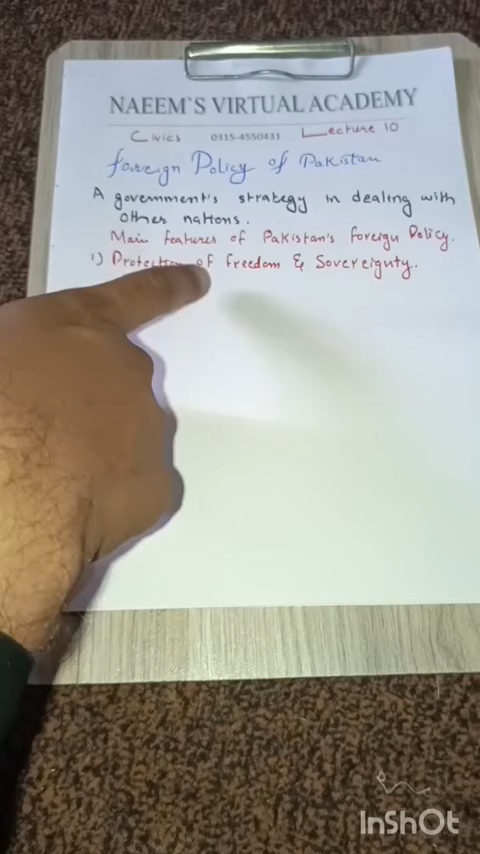 NAEEM`S VIRTUAL ACADEMY
Civics 0315-4550431 Lecture 10
Foreign Policy of Pakistan
A government's strategy in dealing with
other nations.
Main features of Pakistan's Foreign Policy.
1) Protection of freedom & Sovereignty.
InShOt